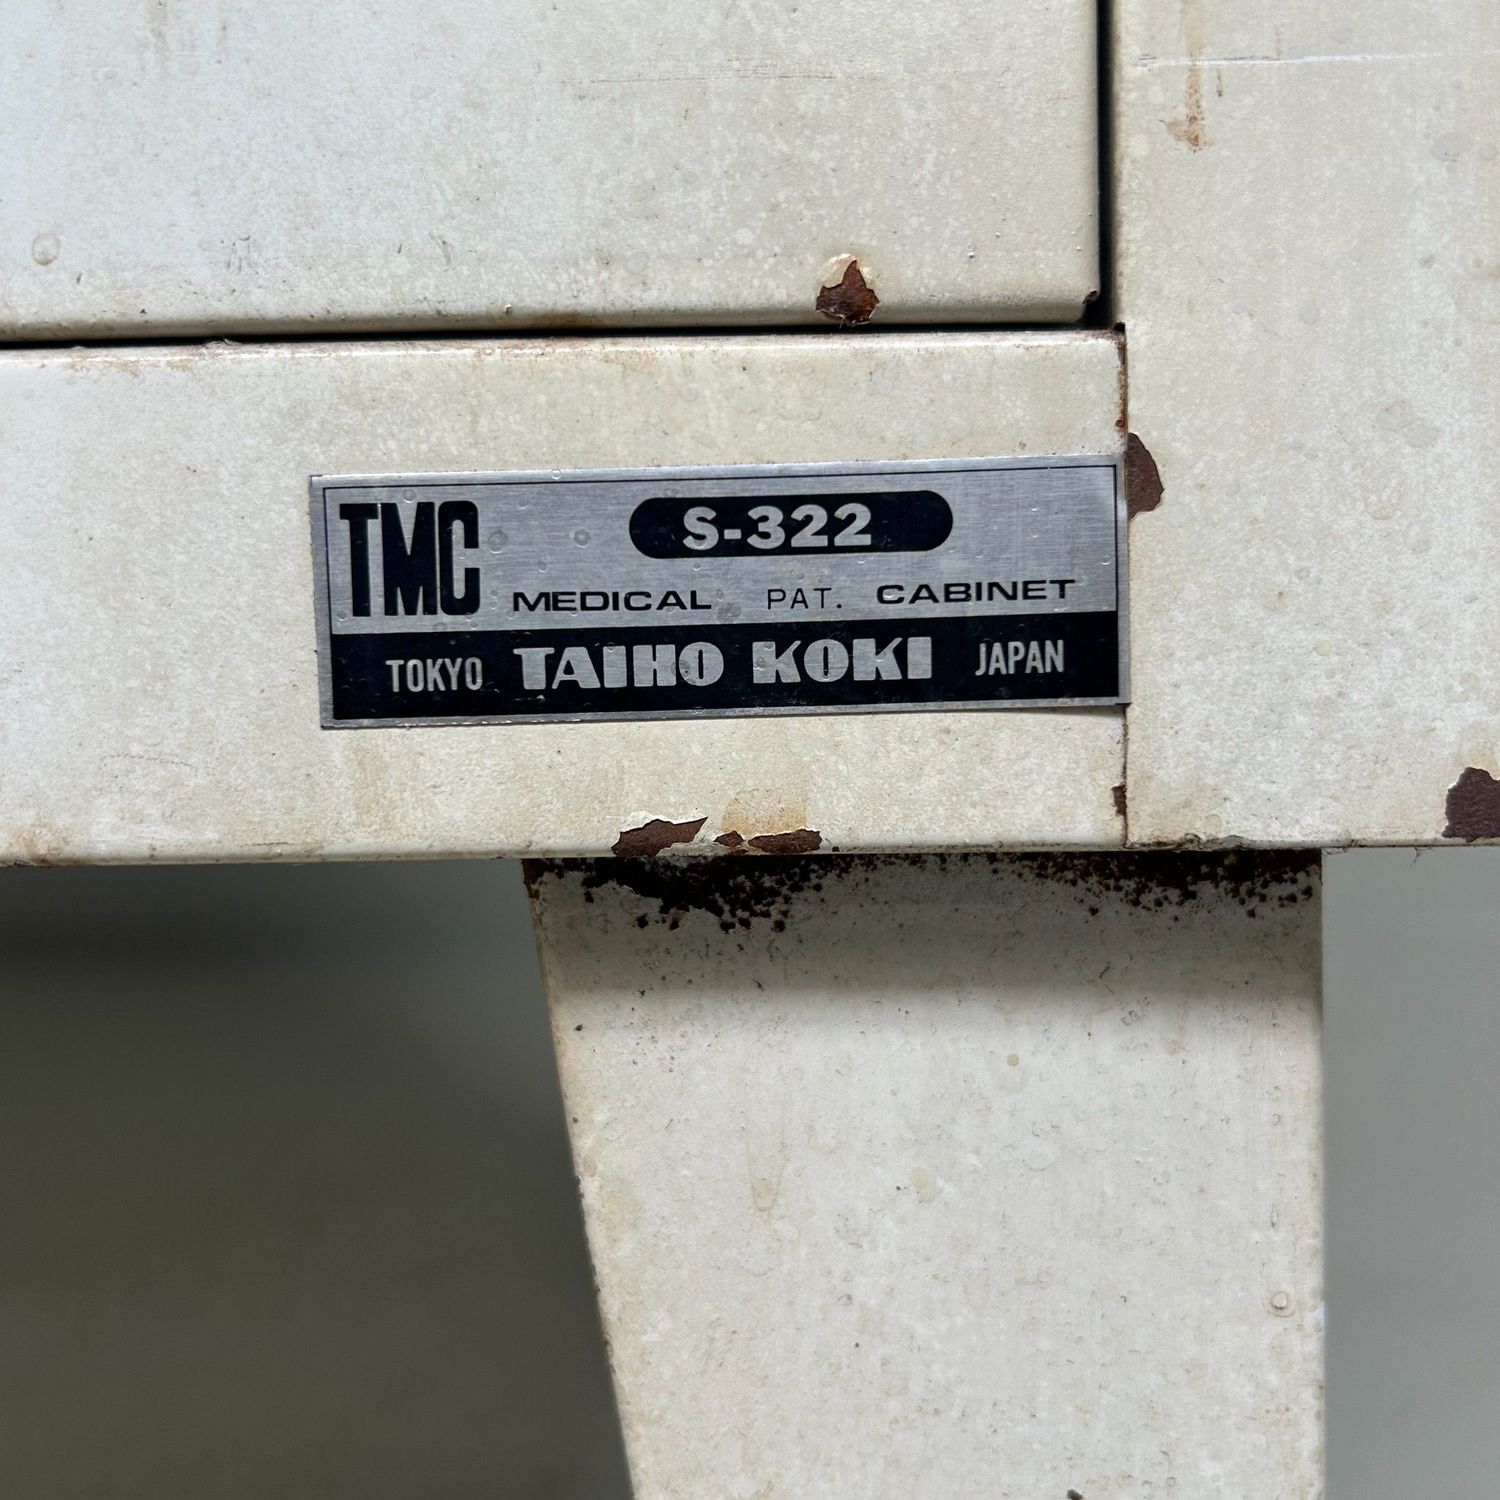 TMC S-322
MEDICAL PAT. CABINET
TOKYO TAIHO KOKI JAPAN